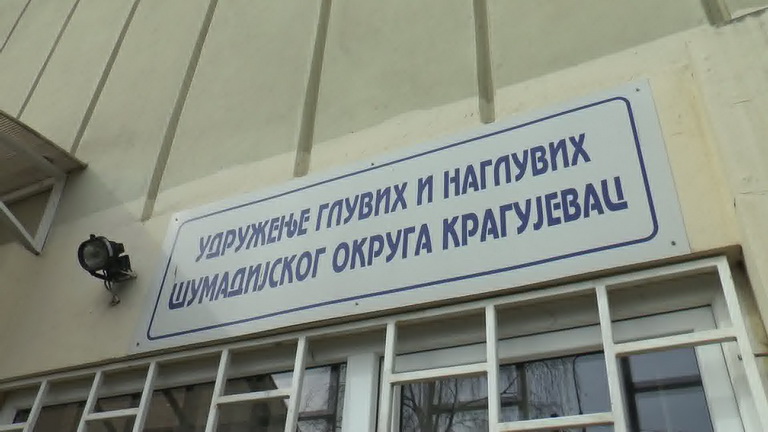 УДРУЖЕЊЕ ГЛУВИХ И НАГЛУВИХ
ШУМАДИЈСКОГ ОКРУГА КРАГУЈЕВАЦ